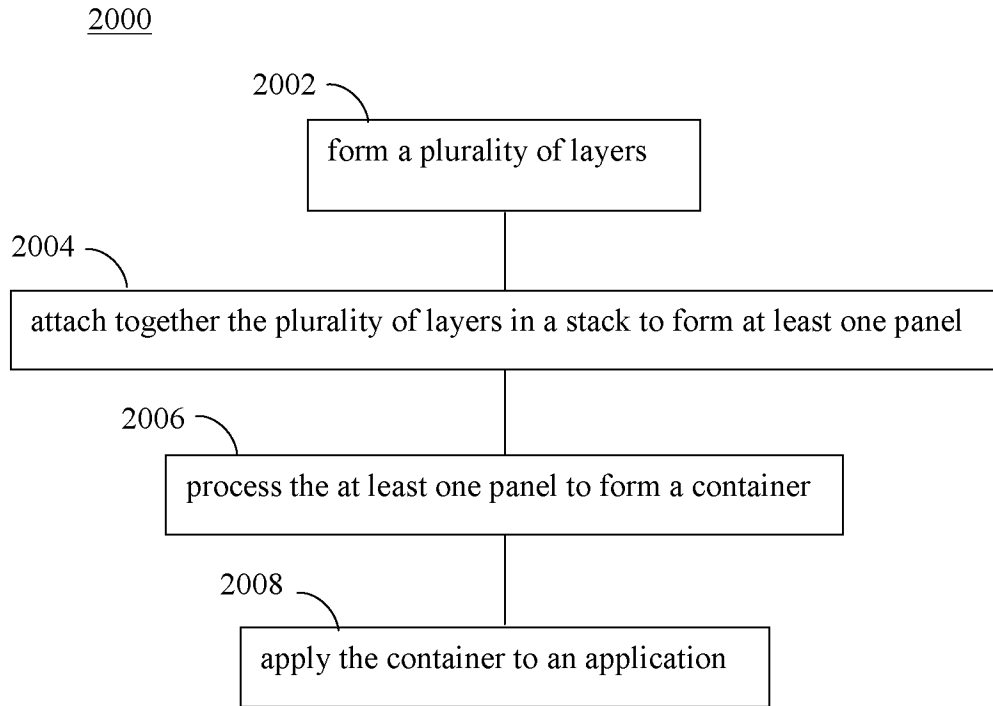 2000
2002
form a plurality of layers
2004
attach together the plurality of layers in a stack to form at least one panel
2006
process the at least one panel to form a container
2008
apply the container to an application